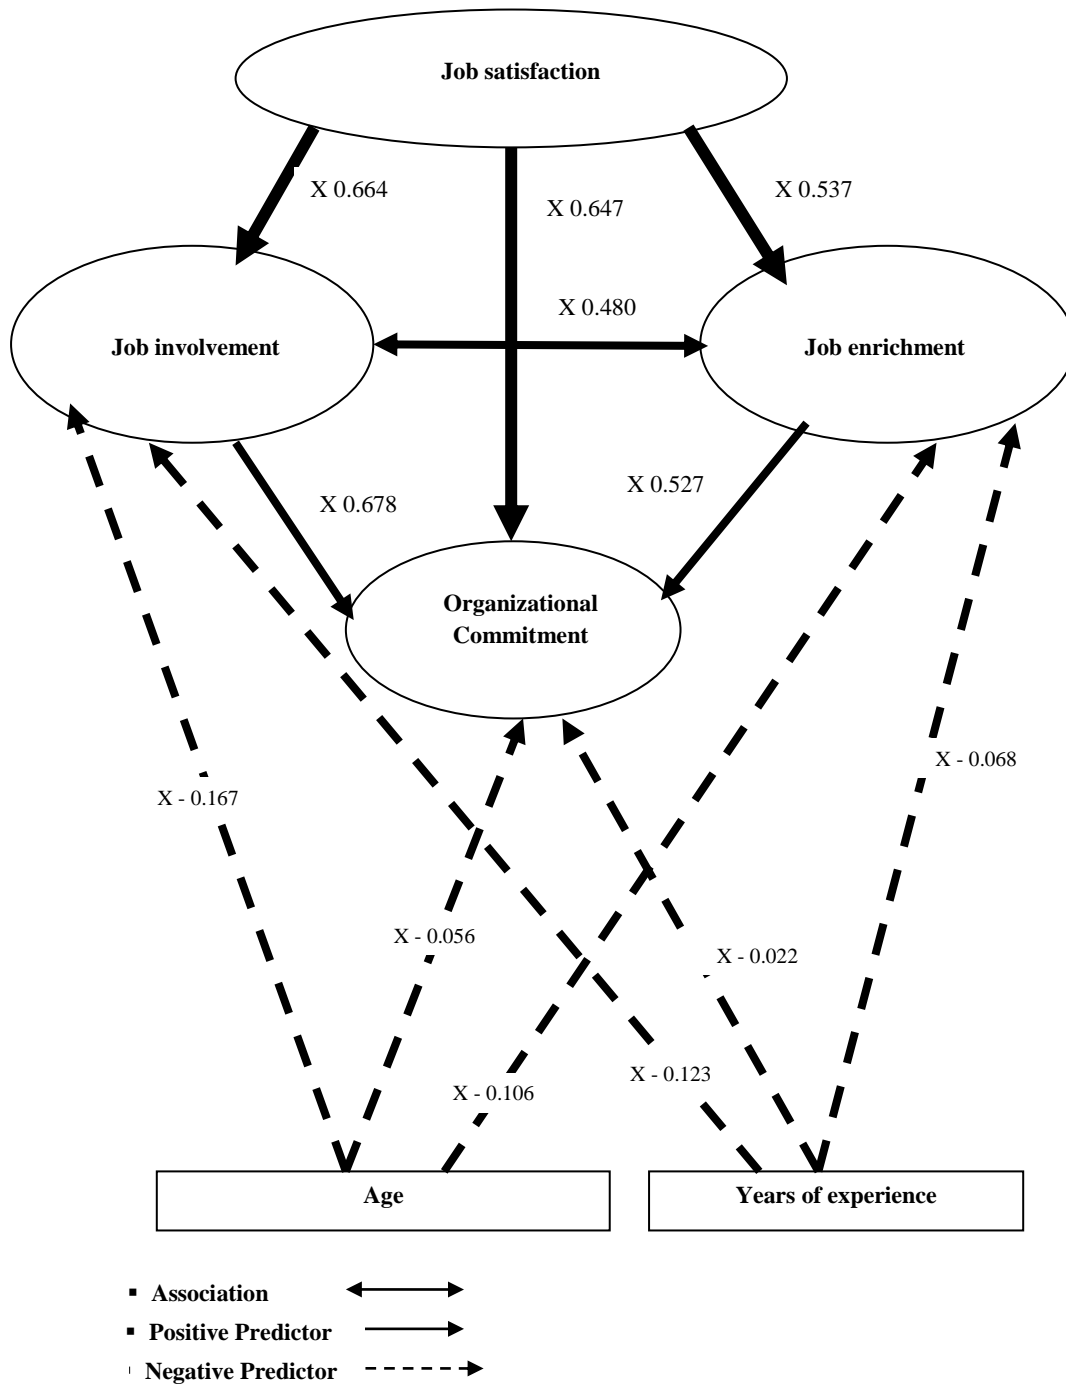 Job satisfaction
X 0.664
X 0.647
X 0.537
X 0.480
Job involvement
Job enrichment
X 0.678
X 0.527
Organizational
Commitment
X - 0.068
X - 0.167
X - 0.056
X - 0.022
X - 0.106
X - 0.123
Age
Years of experience
Association
Positive Predictor
Negative Predictor